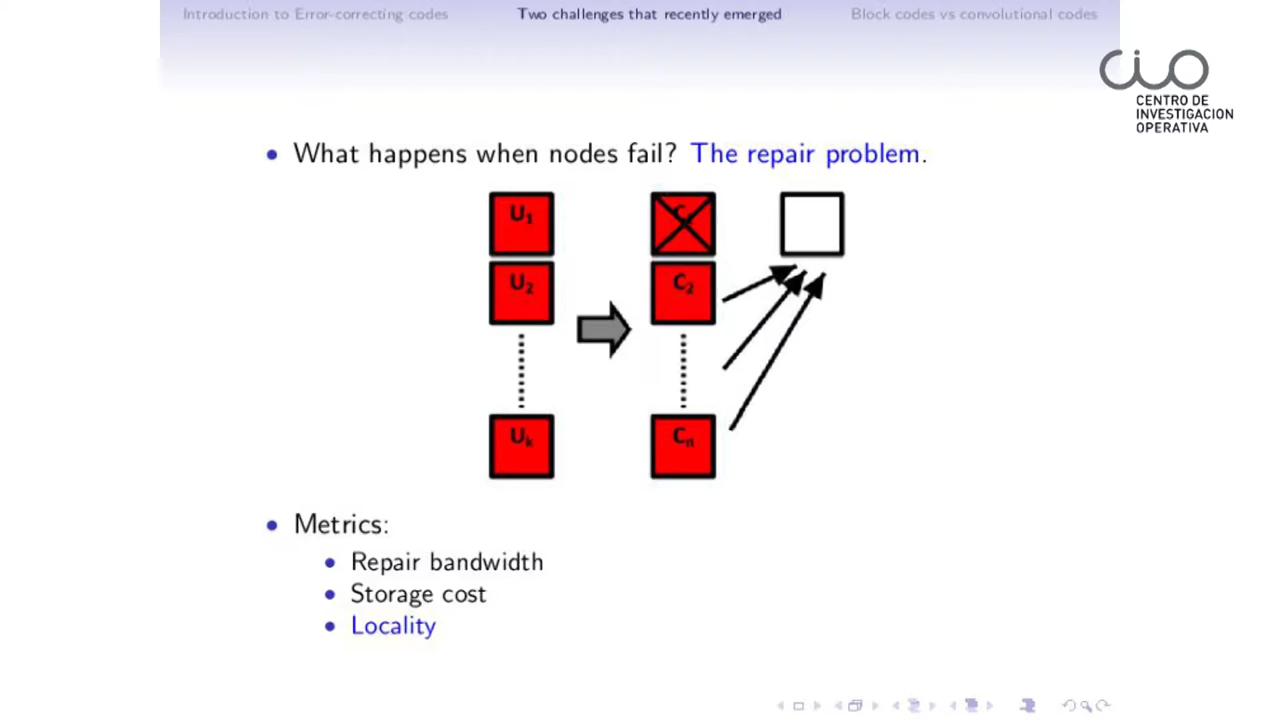 Introduction to Error-correcting codes
Two challenges that recently emerged
Block codes vs convolutional codes
CIO
CENTRO DE
INVESTIGACION
OPERATIVA
• What happens when nodes fail? The repair problem.
U₁
U₂
Uₖ
C₂
Cₙ
• Metrics:
• Repair bandwidth
• Storage cost
• Locality